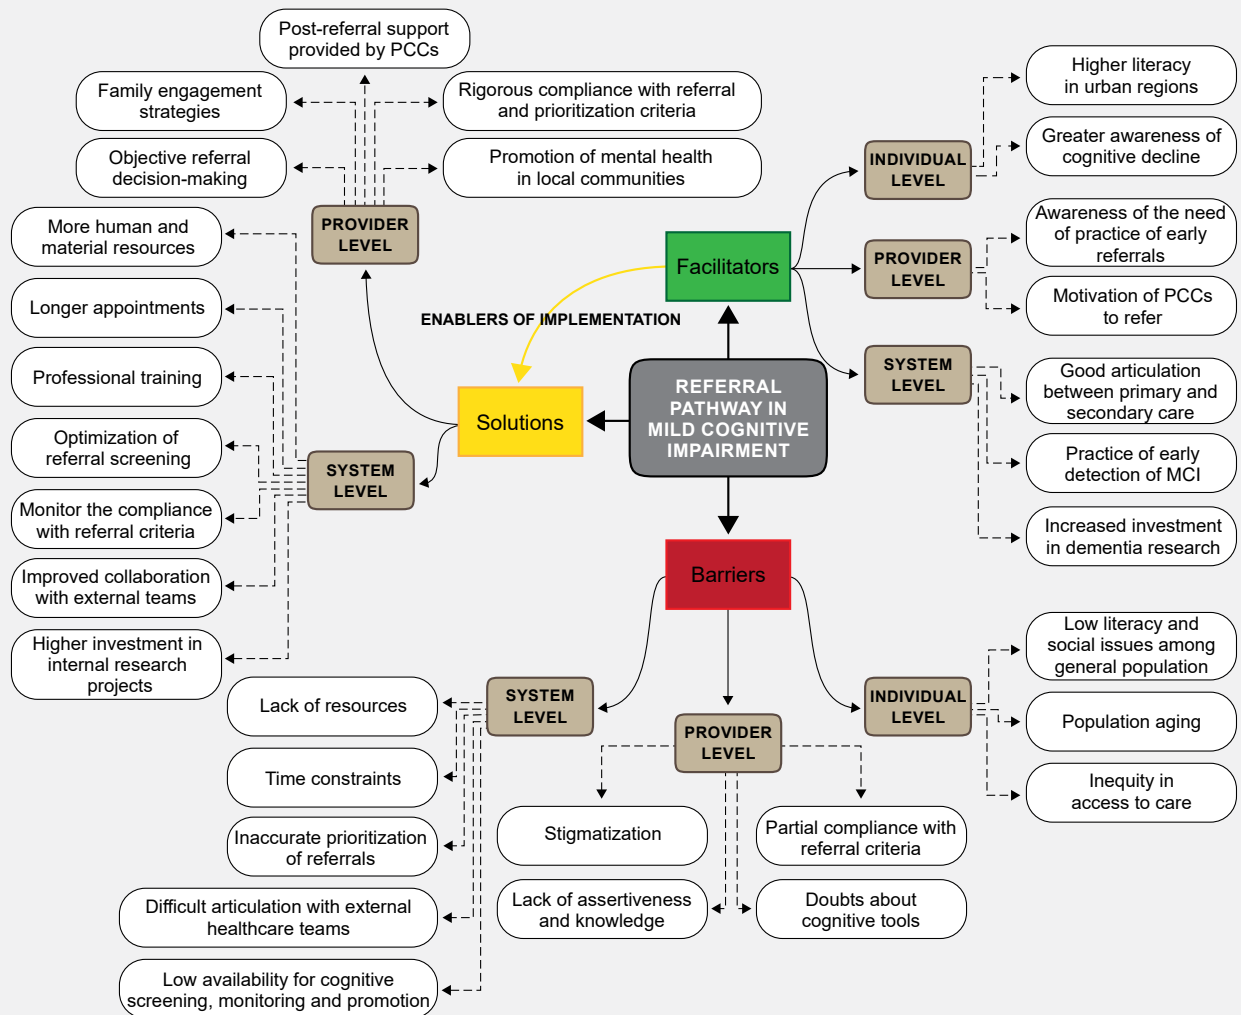 Post-referral support
provided by PCCs
Family engagement
strategies
Rigorous compliance with referral
and prioritization criteria
Objective referral
decision-making
Promotion of mental health
in local communities
PROVIDER
LEVEL
More human and
material resources
Longer appointments
Professional training
Optimization of
referral screening
Monitor the compliance
with referral criteria
Improved collaboration
with external teams
Higher investment in
internal research
projects
SYSTEM
LEVEL
Solutions
ENABLERS OF IMPLEMENTATION
Facilitators
REFERRAL
PATHWAY IN
MILD COGNITIVE
IMPAIRMENT
INDIVIDUAL
LEVEL
Higher literacy
in urban regions
Greater awareness of
cognitive decline
PROVIDER
LEVEL
Awareness of the need
of practice of early
referrals
Motivation of PCCs
to refer
SYSTEM
LEVEL
Good articulation
between primary and
secondary care
Practice of early
detection of MCI
Increased investment
in dementia research
Barriers
SYSTEM
LEVEL
Lack of resources
Time constraints
Inaccurate prioritization
of referrals
Difficult articulation with external
healthcare teams
Low availability for cognitive
screening, monitoring and promotion
PROVIDER
LEVEL
Stigmatization
Partial compliance with
referral criteria
Lack of assertiveness
and knowledge
Doubts about
cognitive tools
INDIVIDUAL
LEVEL
Low literacy and
social issues among
general population
Population aging
Inequity in
access to care